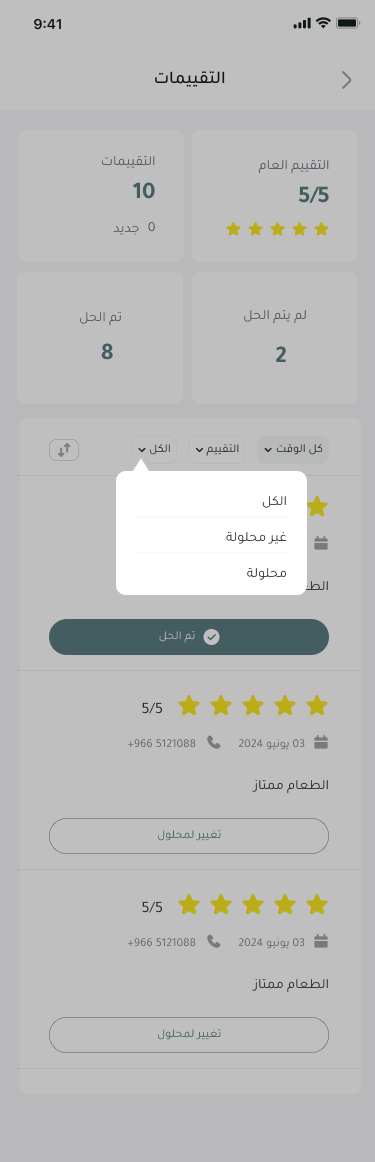 9:41
التقييمات
التقييم العام
5/5
التقييمات
10
0 جديد
لم يتم الحل
2
تم الحل
8
كل الوقت التقييم الكل
الكل
غير محلولة
محلولة
الطع
تم الحل
5/5
03 يونيو 2024 +966 5121088
الطعام ممتاز
تغيير لمحلول
5/5
03 يونيو 2024 +966 5121088
الطعام ممتاز
تغيير لمحلول